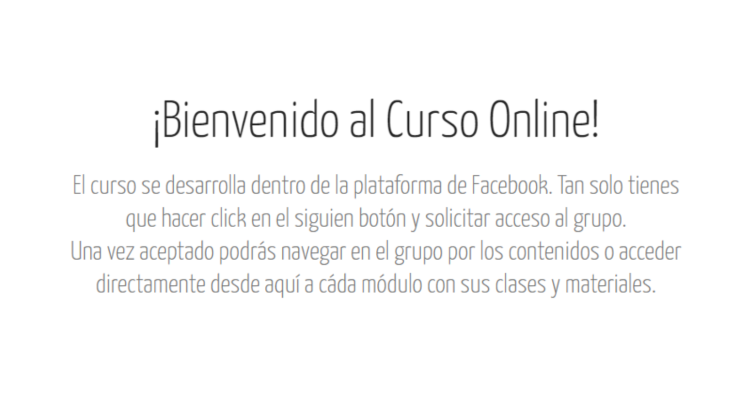 ¡Bienvenido al Curso Online!
El curso se desarrolla dentro de la plataforma de Facebook. Tan solo tienes
que hacer click en el siguien botón y solicitar acceso al grupo.
Una vez aceptado podrás navegar en el grupo por los contenidos o acceder
directamente desde aquí a cáda módulo con sus clases y materiales.